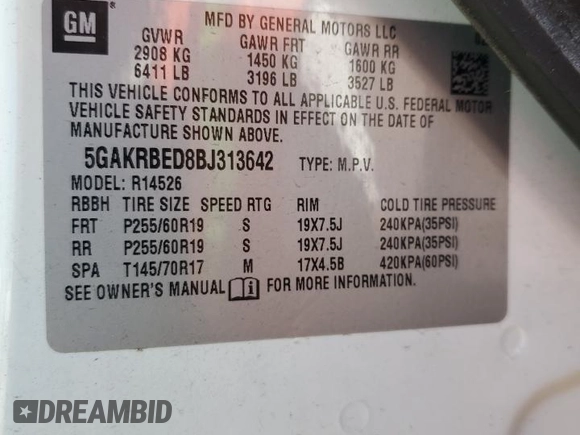 MFD BY GENERAL MOTORS LLC
GM
GVWR GAWR FRT GAWR RR
2908 KG 1450 KG 1600 KG
6411 LB 3196 LB 3527 LB
THIS VEHICLE CONFORMS TO ALL APPLICABLE U.S. FEDERAL MOTOR
VEHICLE SAFETY STANDARDS IN EFFECT ON THE DATE OF
MANUFACTURE SHOWN ABOVE.
5GAKRBED8BJ313642 TYPE: M.P.V.
MODEL: R14526
RBBH TIRE SIZE SPEED RTG RIM COLD TIRE PRESSURE
FRT P255/60R19 S 19X7.5J 240KPA(35PSI)
RR P255/60R19 S 19X7.5J 240KPA(35PSI)
SPA T145/70R17 M 17X4.5B 420KPA(60PSI)
SEE OWNER'S MANUAL FOR MORE INFORMATION.
DREAMBID